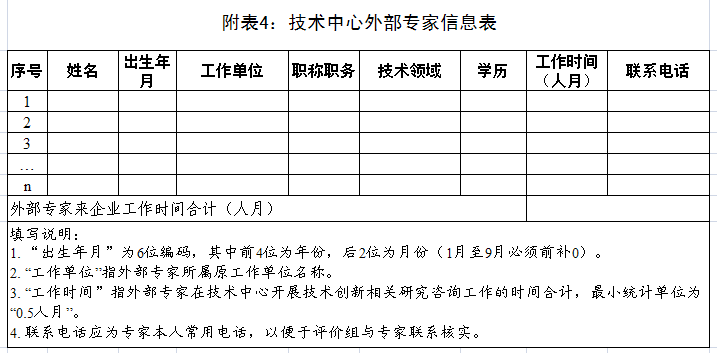 附表4：技术中心外部专家信息表
序号 姓名 出生年月 工作单位 职称职务 技术领域 学历 工作时间（人月） 联系电话
1
2
3
…
n
外部专家来企业工作时间合计（人月）
填写说明：
1. “出生年月”为6位编码，其中前4位为年份，后2位为月份（1月至9月必须前补0）。
2. “工作单位”指外部专家所属原工作单位名称。
3. “工作时间”指外部专家在技术中心开展技术创新相关研究咨询工作的时间合计，最小统计单位为
“0.5人月”。
4. 联系电话应为专家本人常用电话，以便于评价组与专家联系核实。